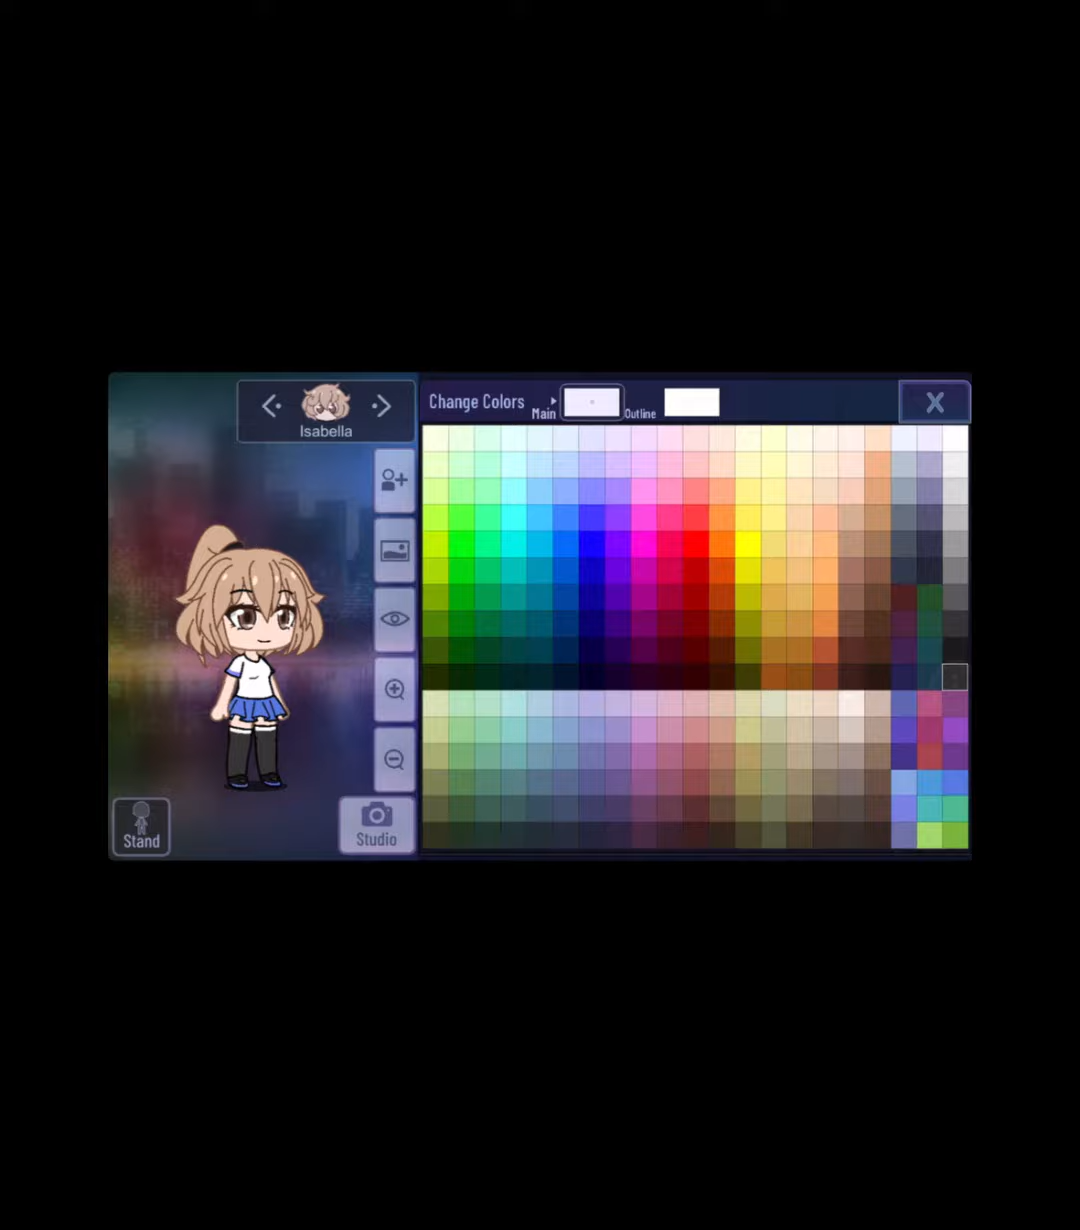 Isabella
Change Colors
Main
Outline
X
Stand
Studio